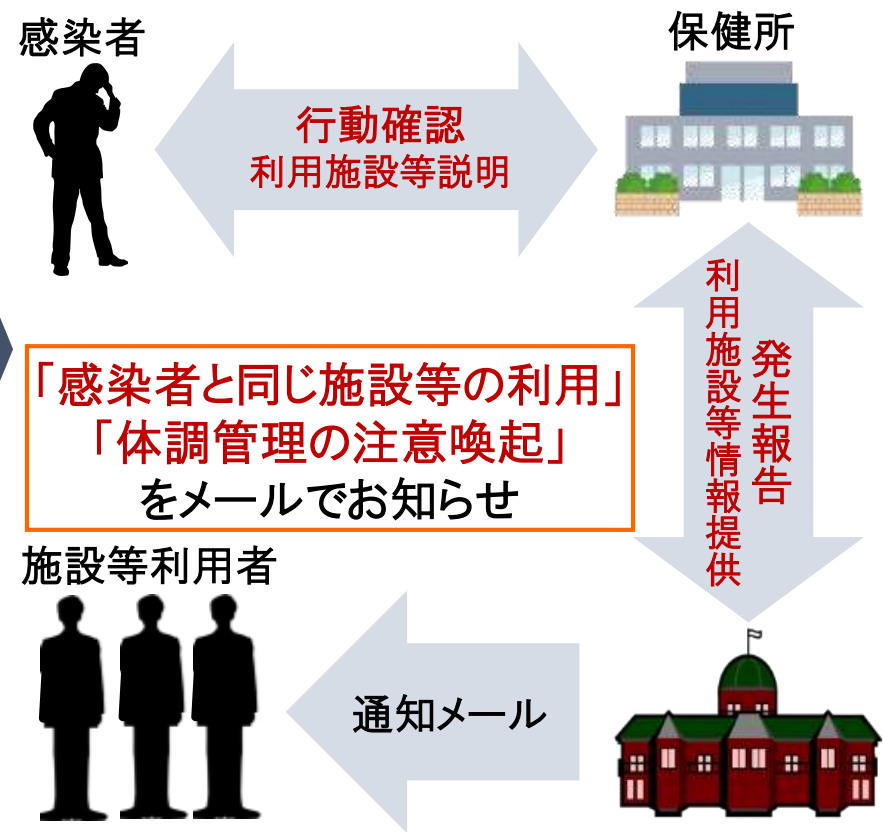 感染者
保健所
行動確認
利用施設等説明
発生報告
利用施設等情報提供
「感染者と同じ施設等の利用」
「体調管理の注意喚起」
をメールでお知らせ
施設等利用者
通知メール